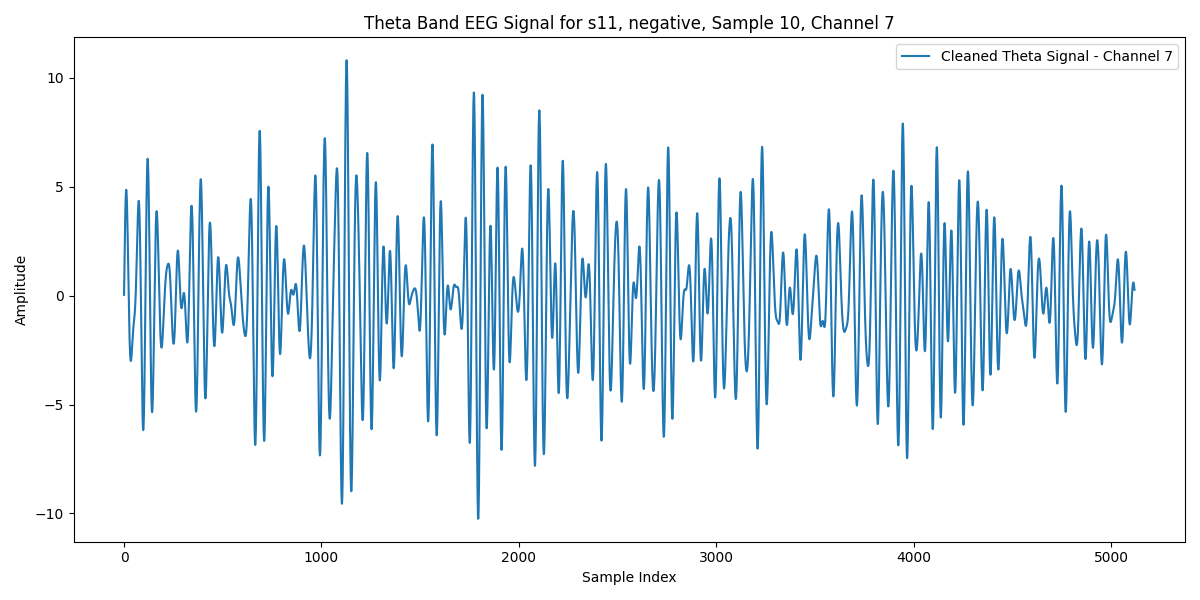 Theta Band EEG Signal for s11, negative, Sample 10, Channel 7
Cleaned Theta Signal - Channel 7
Amplitude
10
5
0
−5
−10
0 1000 2000 3000 4000 5000
Sample Index